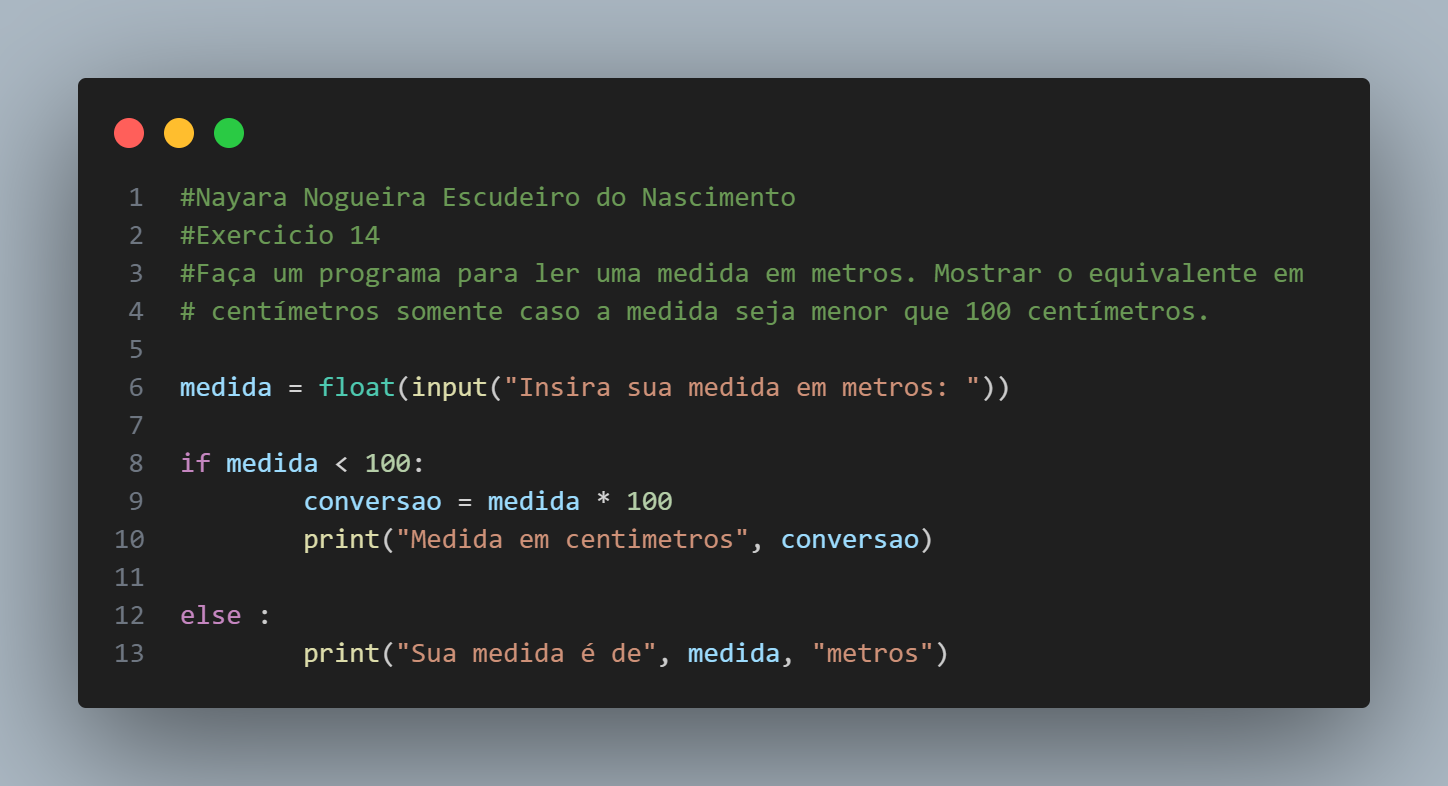 1 #Nayara Nogueira Escudeiro do Nascimento
2 #Exercicio 14
3 #Faça um programa para ler uma medida em metros. Mostrar o equivalente em
4 # centímetros somente caso a medida seja menor que 100 centímetros.
5
6 medida = float(input("Insira sua medida em metros: "))
7
8 if medida < 100:
9         conversao = medida * 100
10         print("Medida em centimetros", conversao)
11
12 else :
13         print("Sua medida é de", medida, "metros")